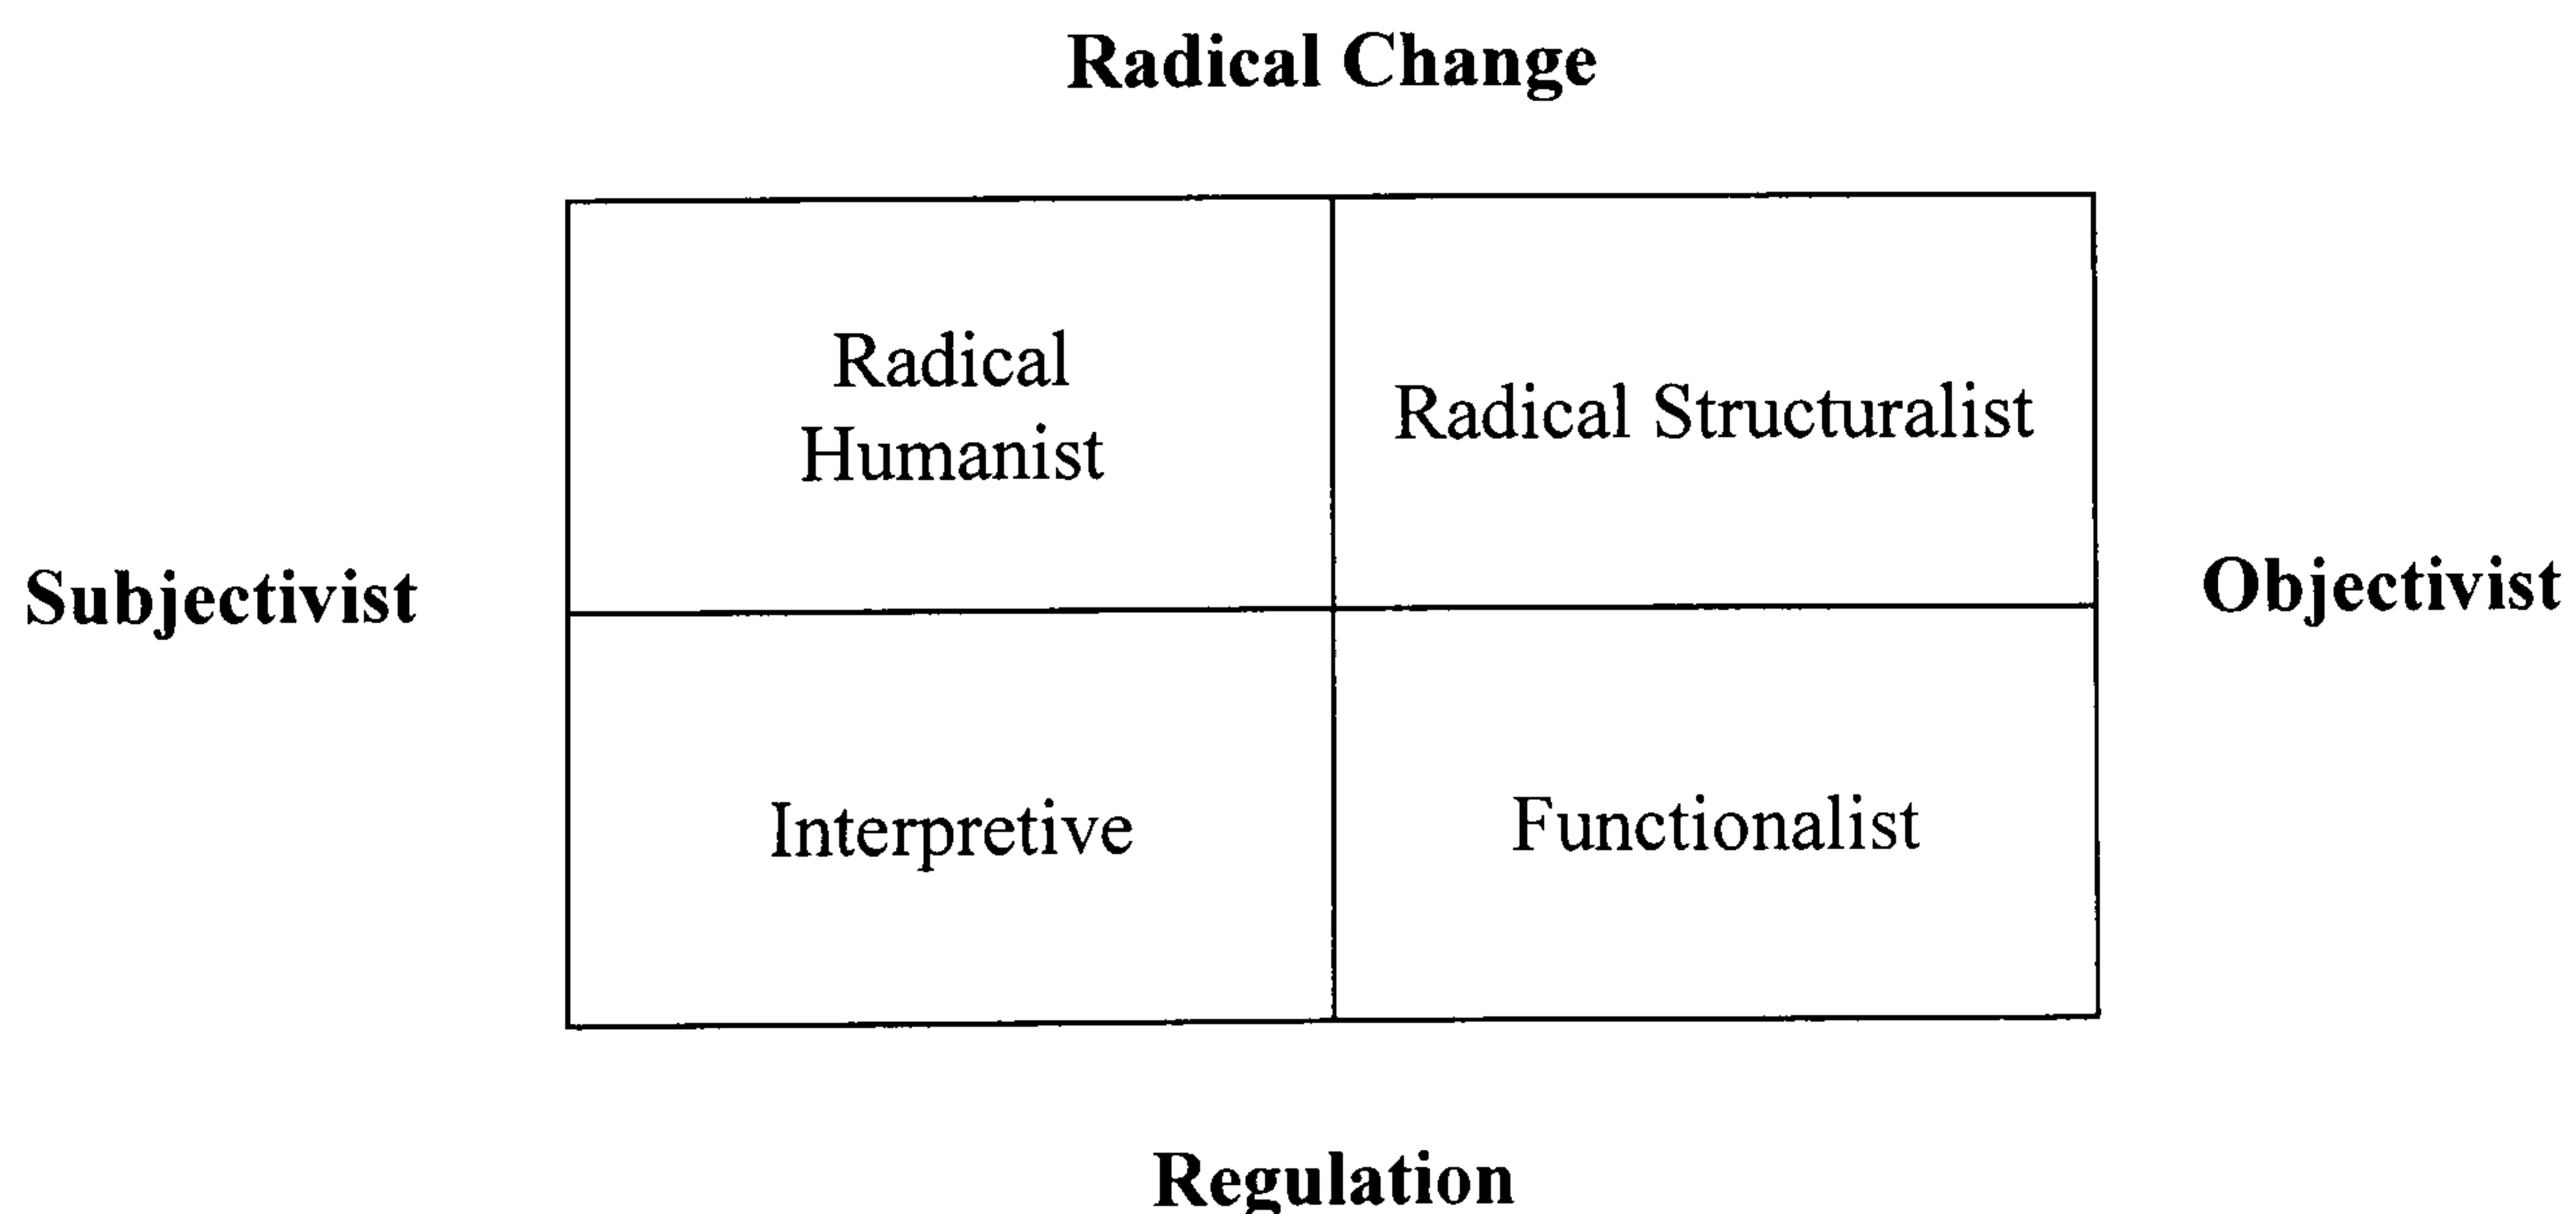 Radical Change
Radical
Humanist
Radical Structuralist
Subjectivist
Objectivist
Interpretive
Functionalist
Regulation